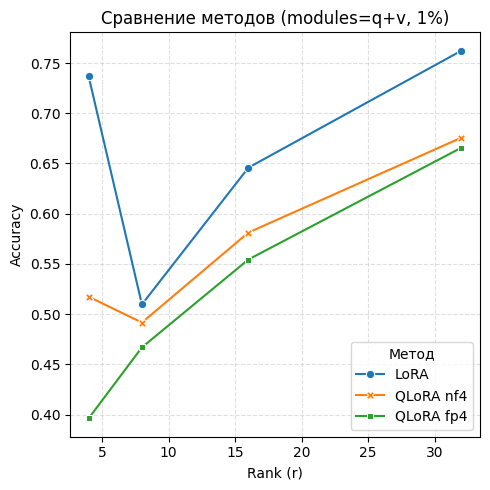 Сравнение методов (modules=q+v, 1%)
Accuracy
0.75
0.70
0.65
0.60
0.55
0.50
0.45
0.40
5 10 15 20 25 30
Rank (r)
Метод
LoRA
QLoRA nf4
QLoRA fp4